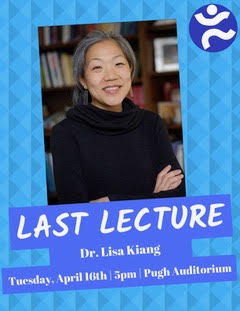 LAST LECTURE
Dr. Lisa Kiang
Tuesday, April 16th | 5pm | Pugh Auditorium